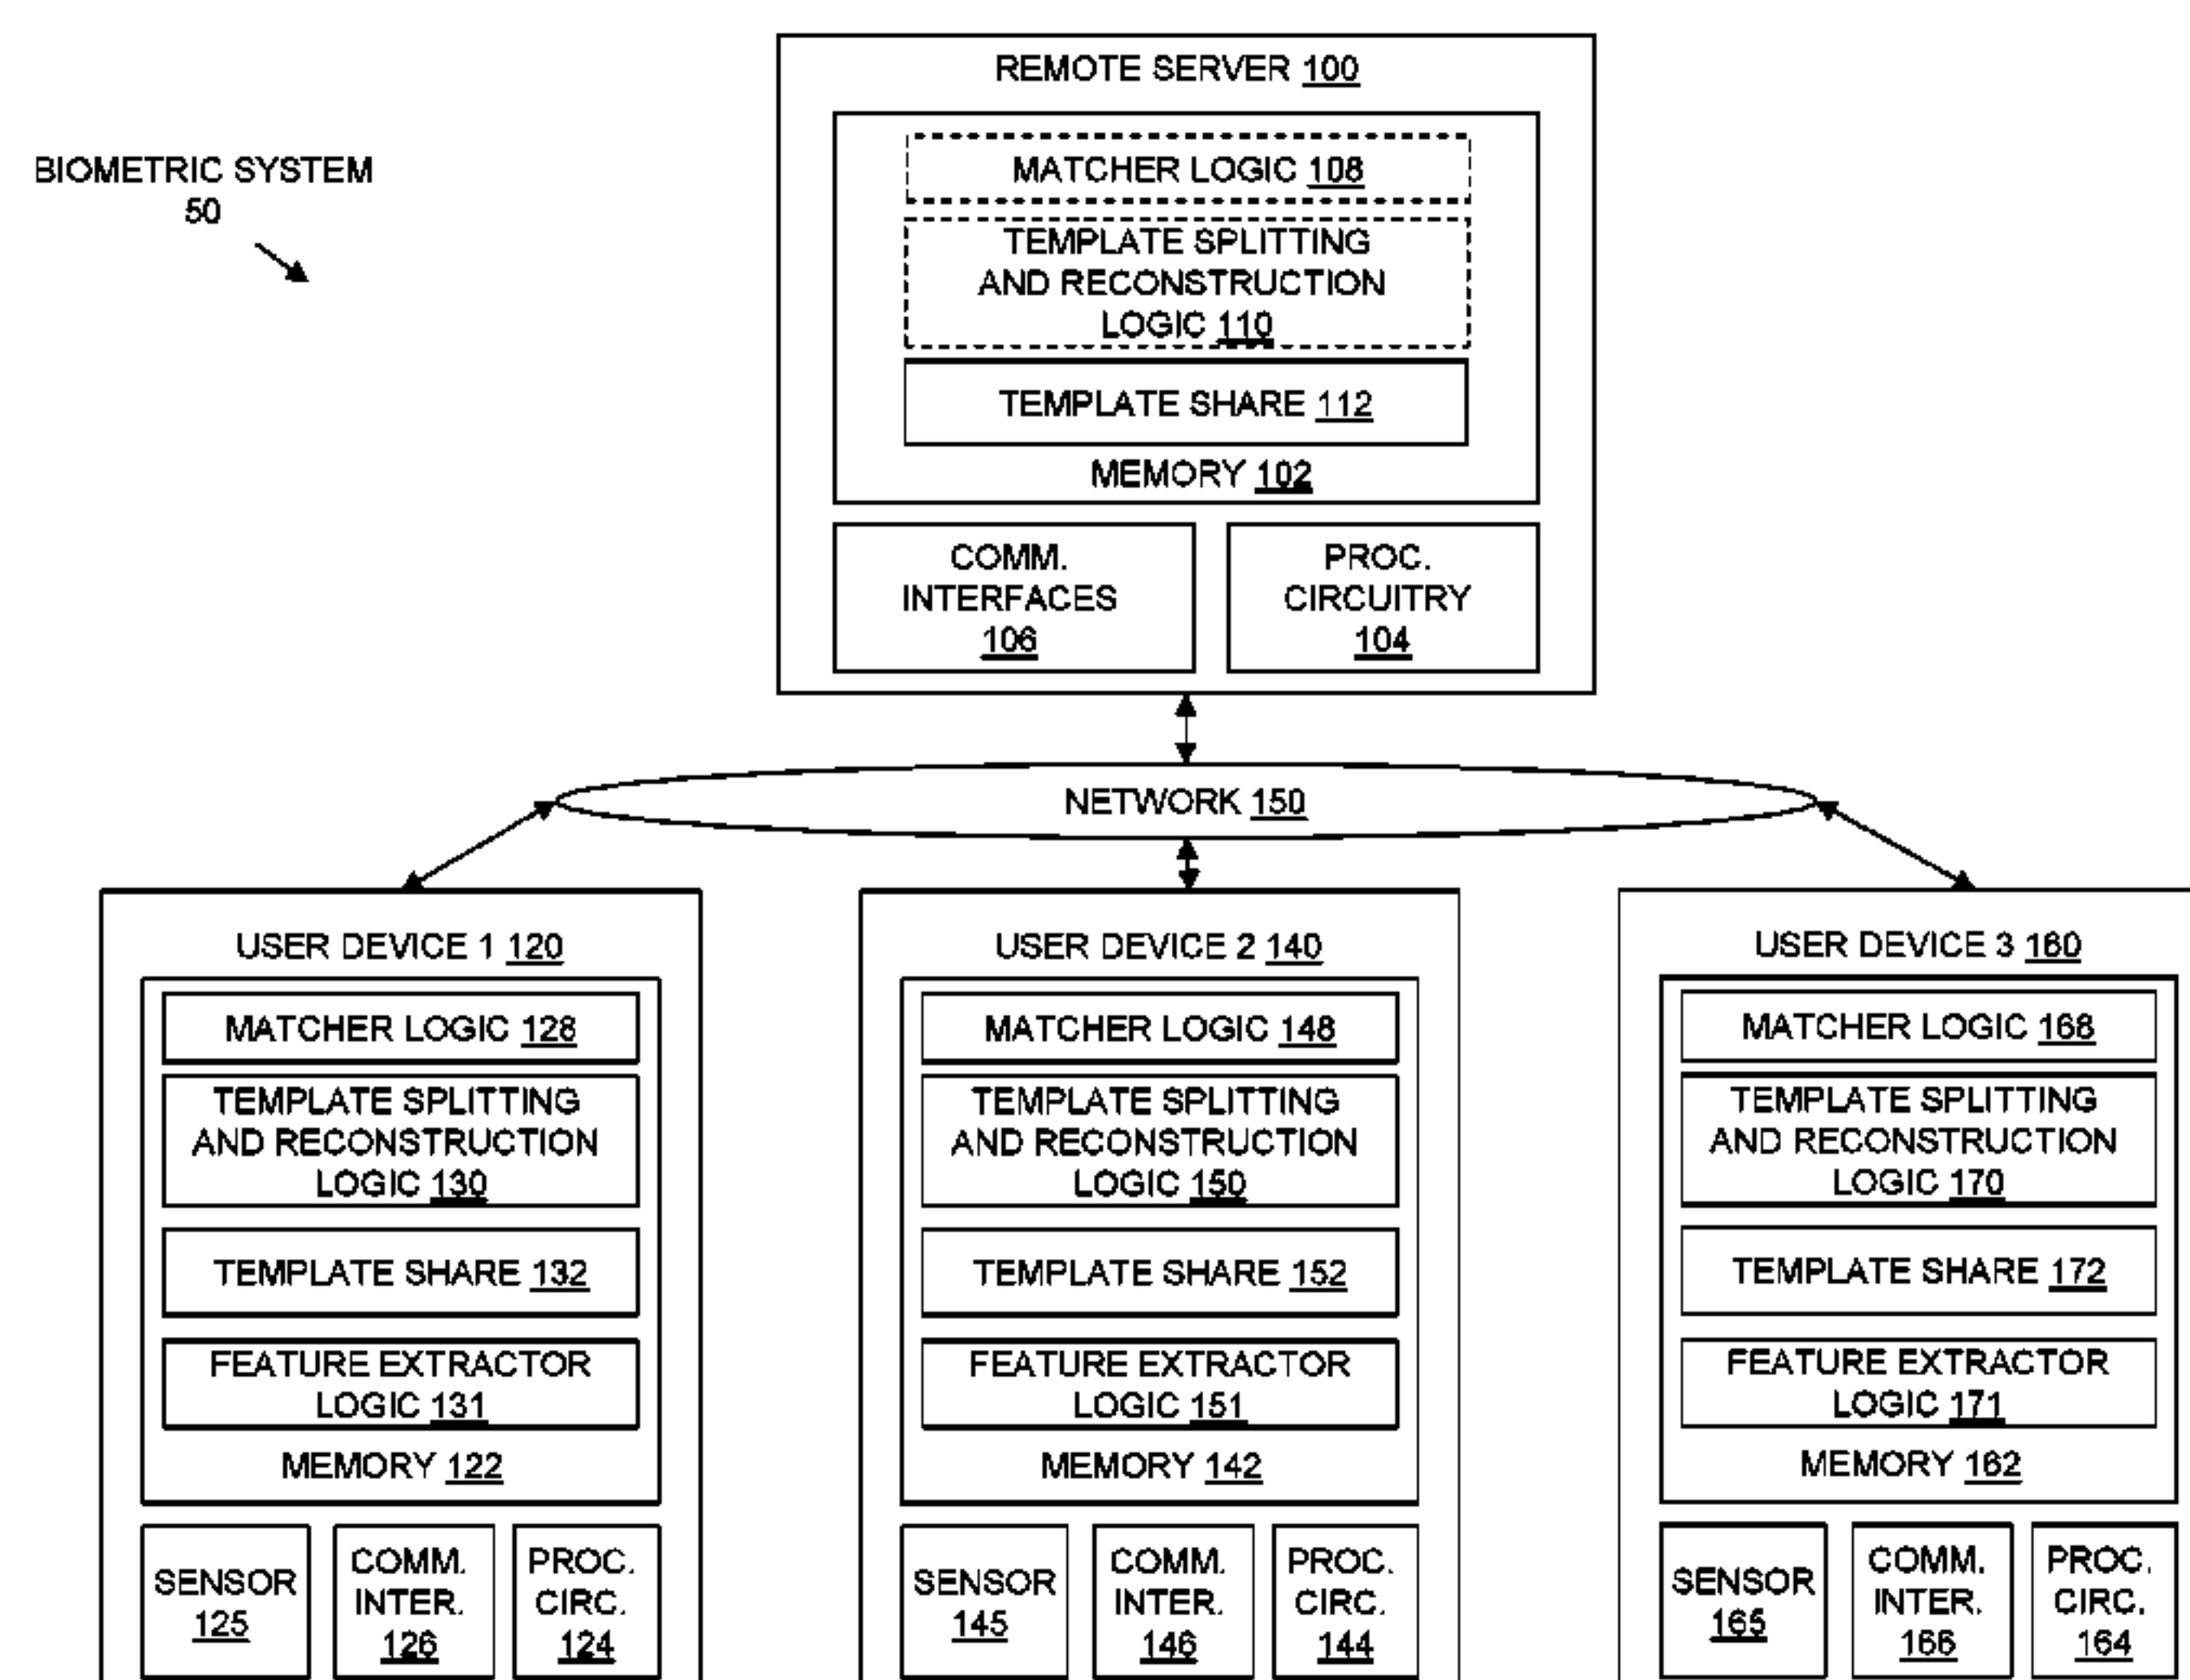 REMOTE SERVER 100
BIOMETRIC SYSTEM
50
MATCHER LOGIC 108
TEMPLATE SPLITTING
AND RECONSTRUCTION
LOGIC 110
TEMPLATE SHARE 112
MEMORY 102
COMM.
INTERFACES
106
PROC.
CIRCUITRY
104
NETWORK 150
USER DEVICE 1 120
MATCHER LOGIC 128
TEMPLATE SPLITTING
AND RECONSTRUCTION
LOGIC 130
TEMPLATE SHARE 132
FEATURE EXTRACTOR
LOGIC 131
MEMORY 122
SENSOR
125
COMM.
INTER.
126
PROC.
CIRC.
124
USER DEVICE 2 140
MATCHER LOGIC 148
TEMPLATE SPLITTING
AND RECONSTRUCTION
LOGIC 150
TEMPLATE SHARE 152
FEATURE EXTRACTOR
LOGIC 151
MEMORY 142
SENSOR
145
COMM.
INTER.
146
PROC.
CIRC.
144
USER DEVICE 3 160
MATCHER LOGIC 168
TEMPLATE SPLITTING
AND RECONSTRUCTION
LOGIC 170
TEMPLATE SHARE 172
FEATURE EXTRACTOR
LOGIC 171
MEMORY 162
SENSOR
165
COMM.
INTER.
166
PROC.
CIRC.
164